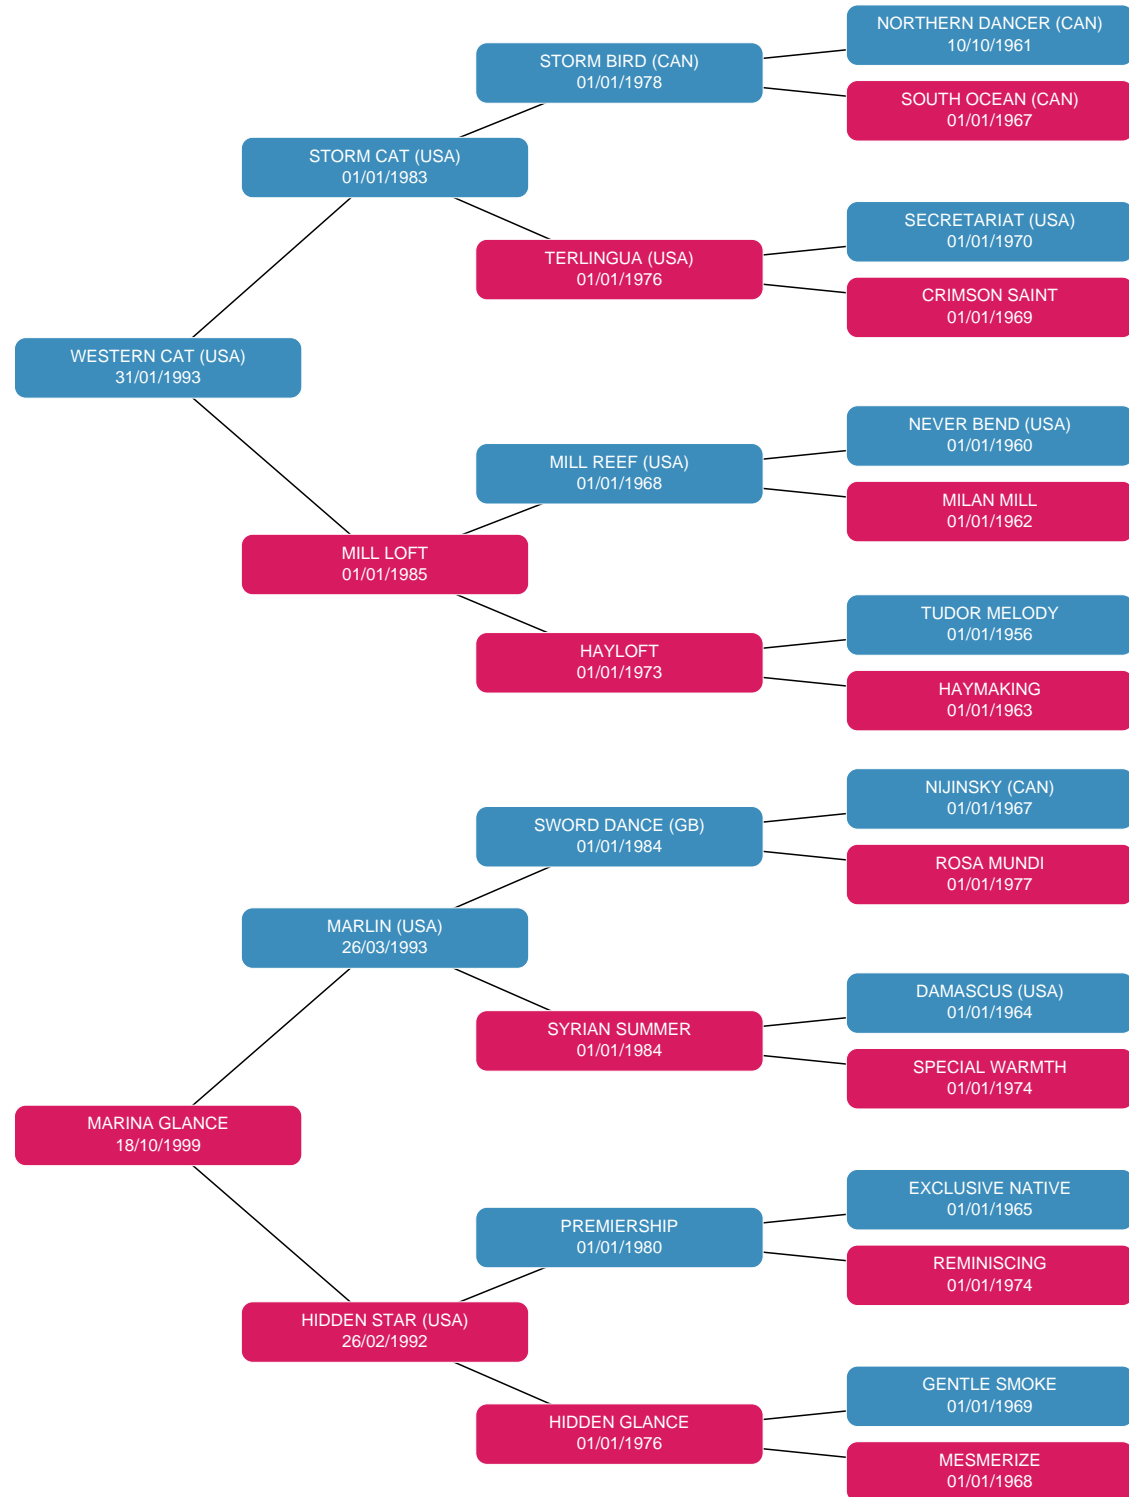 NORTHERN DANCER (CAN)
10/10/1961
STORM BIRD (CAN)
01/01/1978
SOUTH OCEAN (CAN)
01/01/1967
STORM CAT (USA)
01/01/1983
SECRETARIAT (USA)
01/01/1970
TERLINGUA (USA)
01/01/1976
CRIMSON SAINT
01/01/1969
WESTERN CAT (USA)
31/01/1993
NEVER BEND (USA)
01/01/1960
MILL REEF (USA)
01/01/1968
MILAN MILL
01/01/1962
MILL LOFT
01/01/1985
TUDOR MELODY
01/01/1956
HAYLOFT
01/01/1973
HAYMAKING
01/01/1963
NIJINSKY (CAN)
01/01/1967
SWORD DANCE (GB)
01/01/1984
ROSA MUNDI
01/01/1977
MARLIN (USA)
26/03/1993
DAMASCUS (USA)
01/01/1964
SYRIAN SUMMER
01/01/1984
SPECIAL WARMTH
01/01/1974
MARINA GLANCE
18/10/1999
EXCLUSIVE NATIVE
01/01/1965
PREMIERSHIP
01/01/1980
REMINISCING
01/01/1974
HIDDEN STAR (USA)
26/02/1992
GENTLE SMOKE
01/01/1969
HIDDEN GLANCE
01/01/1976
MESMERIZE
01/01/1968